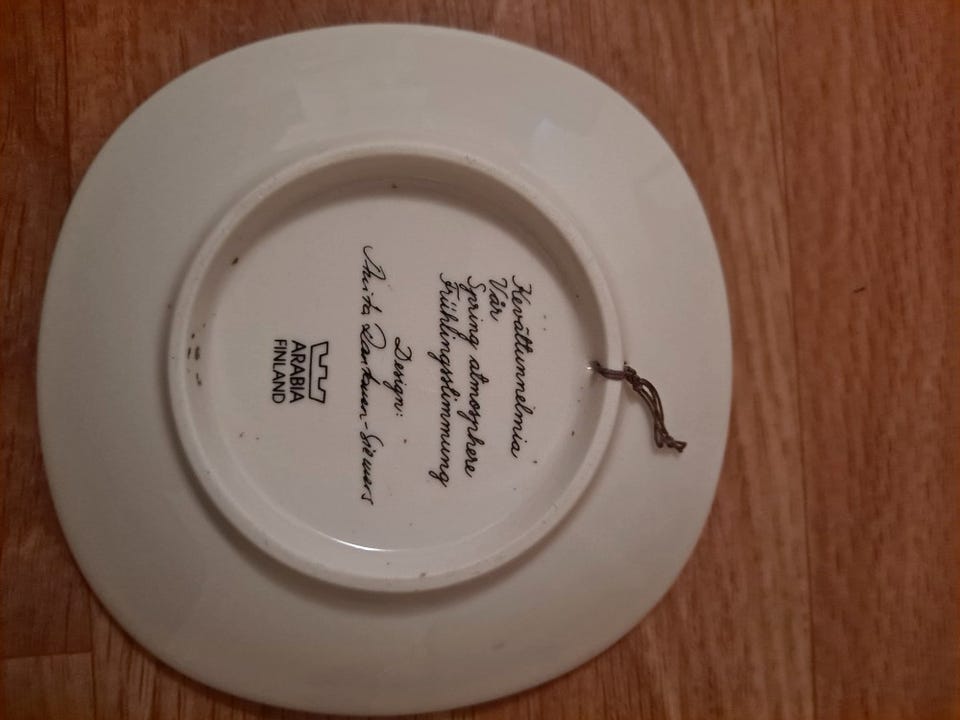 Kevättunnelmia
Vår
Spring atmosphere
Frühlingsstimmung
Design:
ARABIA
FINLAND